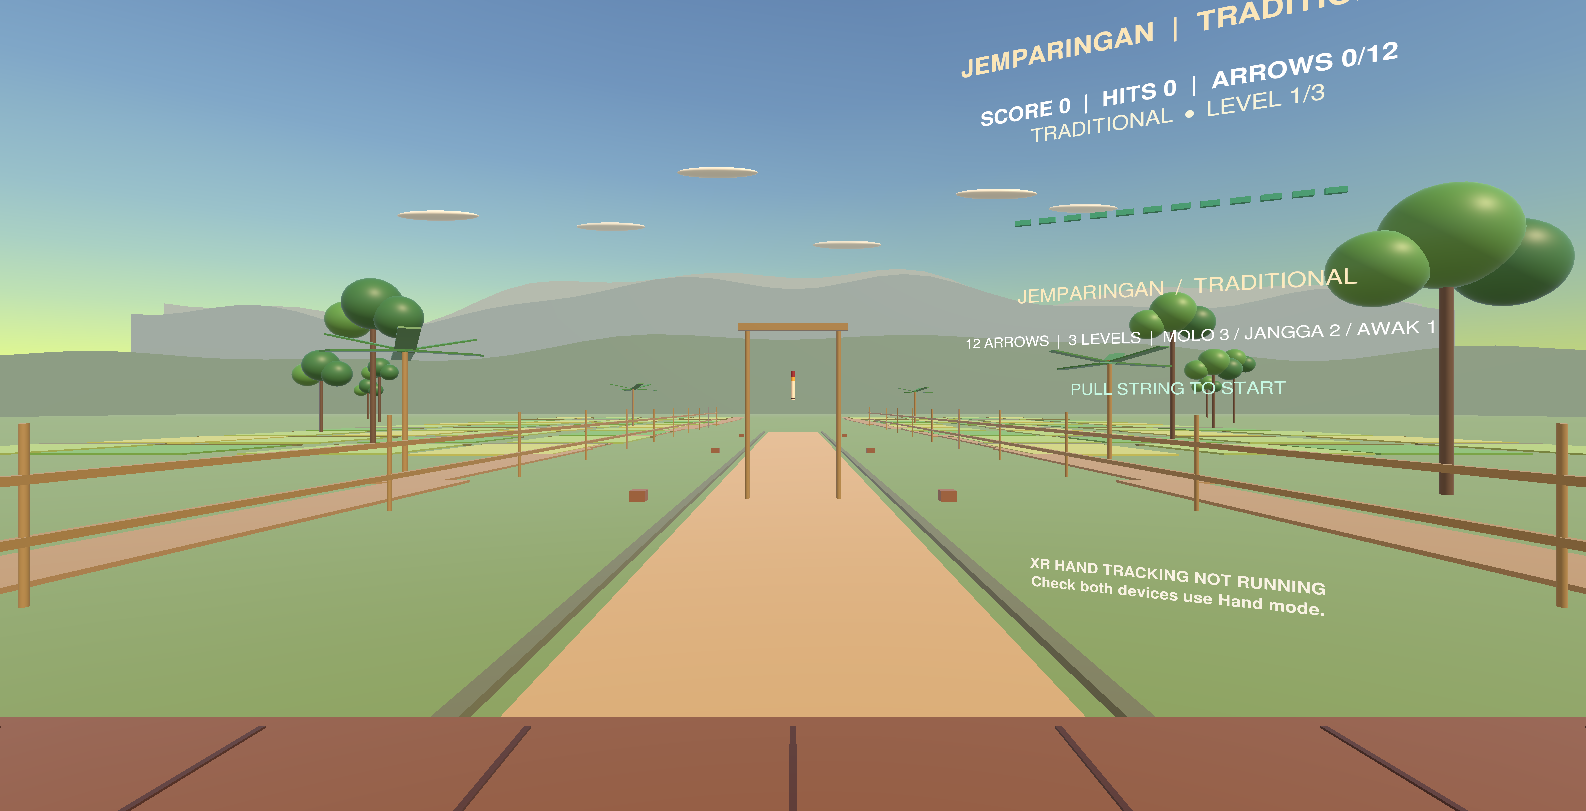 JEMPARINGAN | 
SCORE 0 | HITS 0 | ARROWS 0/12
TRADITIONAL • LEVEL 1/3
JEMPARINGAN / TRADITIONAL
12 ARROWS | 3 LEVELS | MOLO 3 / JANGGA 2 / AWAK 1
PULL STRING TO START
XR HAND TRACKING NOT RUNNING
Check both devices use Hand mode.